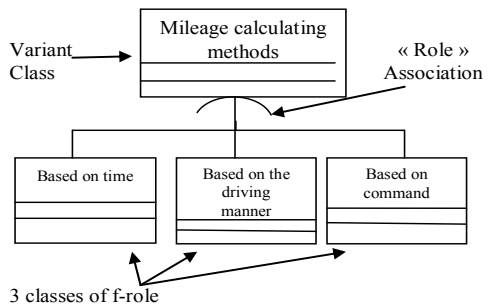 Mileage calculating
methods
Variant
Class
« Role »
Association
Based on time
Based on the
driving
manner
Based on
command
3 classes of f-role